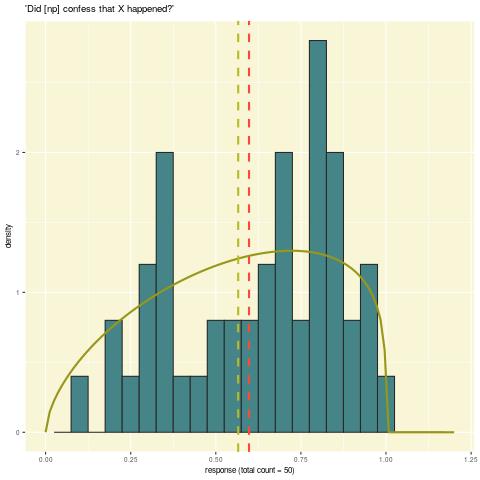 'Did [np] confess that X happened?'
density
2
1
0
0.00 0.25 0.50 0.75 1.00 1.25
response (total count = 50)